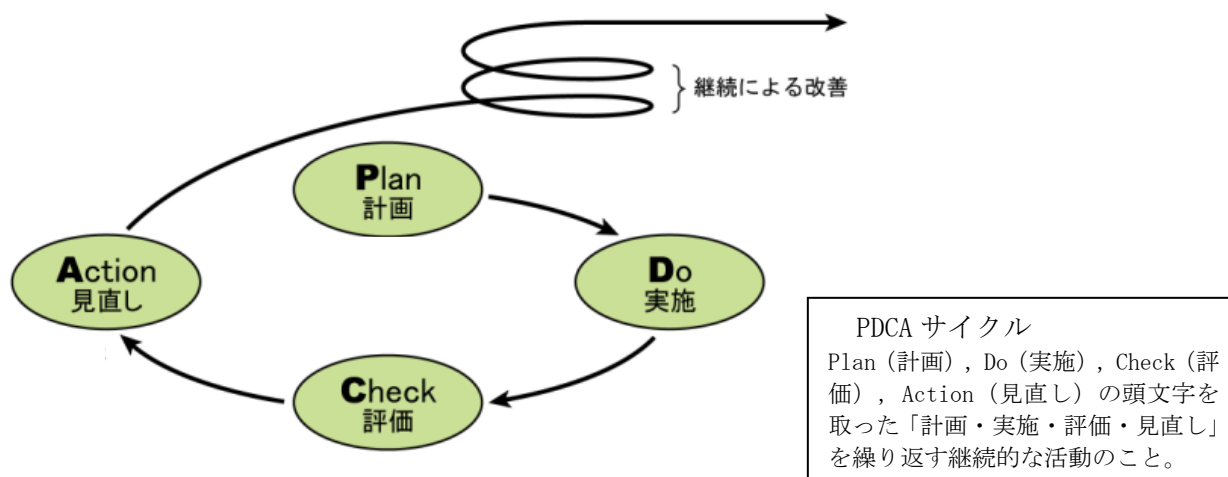 継続による改善
Plan
計画
Action
見直し
Do
実施
Check
評価
PDCA サイクル
Plan（計画）, Do（実施）, Check（評
価）, Action（見直し）の頭文字を
取った「計画・実施・評価・見直し」
を繰り返す継続的な活動のこと。